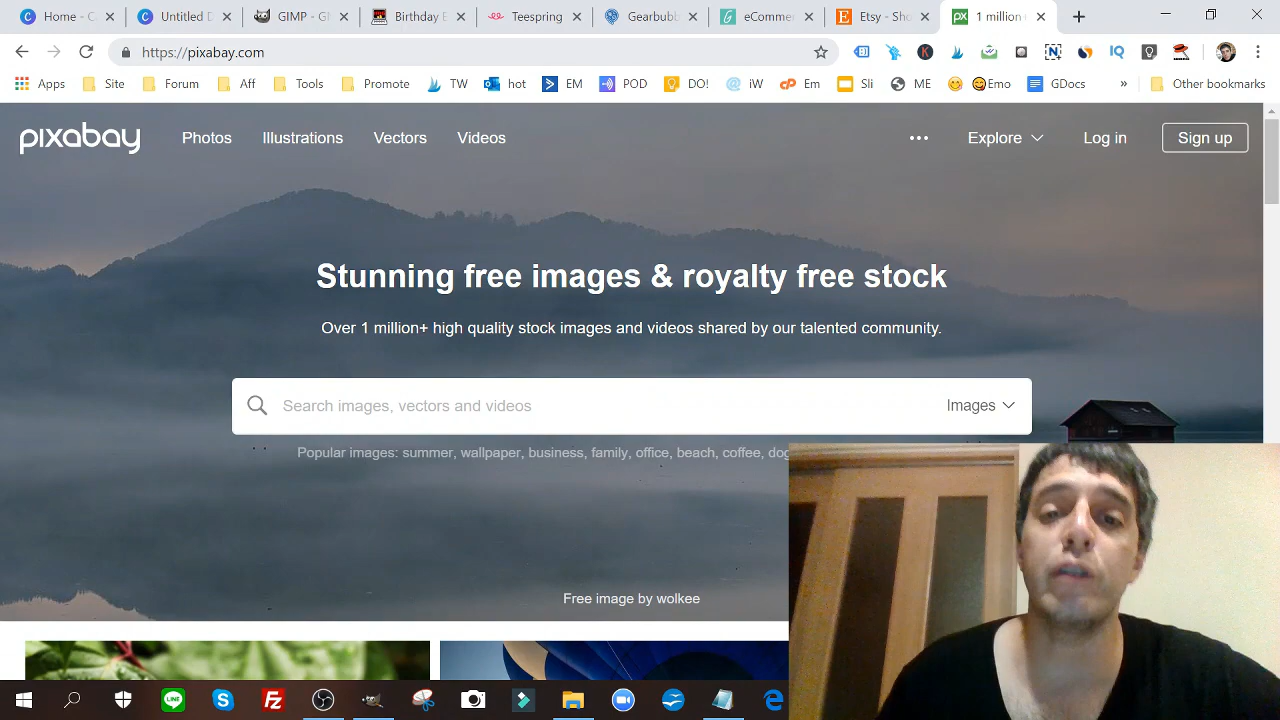 Home - C
Untitled D
GIMP - G
Birthday E
Teespring
Gearbubb
eComme
Etsy - Sho
1 million
https://pixabay.com
Apps
Site
Forum
Aff
Tools
Promote
TW
hot
EM
POD
DO!
iW
Em
Sli
ME
Emo
GDocs
»
Other bookmarks
pixabay
Photos
Illustrations
Vectors
Videos
Explore
Log in
Sign up
Stunning free images & royalty free stock
Over 1 million+ high quality stock images and videos shared by our talented community.
Search images, vectors and videos
Images
Popular images: summer, wallpaper, business, family, office, beach, coffee, dog
Free image by wolkee